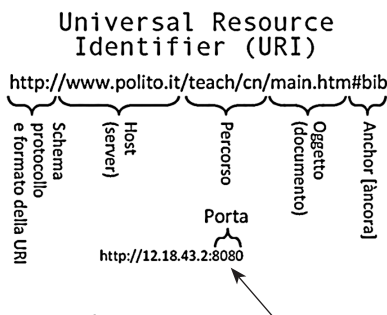 Universal Resource
Identifier (URI)
http://www.polito.it/teach/cn/main.htm#bib
Schema
protocollo
e formato della URI
Host
(server)
Percorso
Oggetto
(documento)
Anchor [àncora]
Porta
http://12.18.43.2:8080